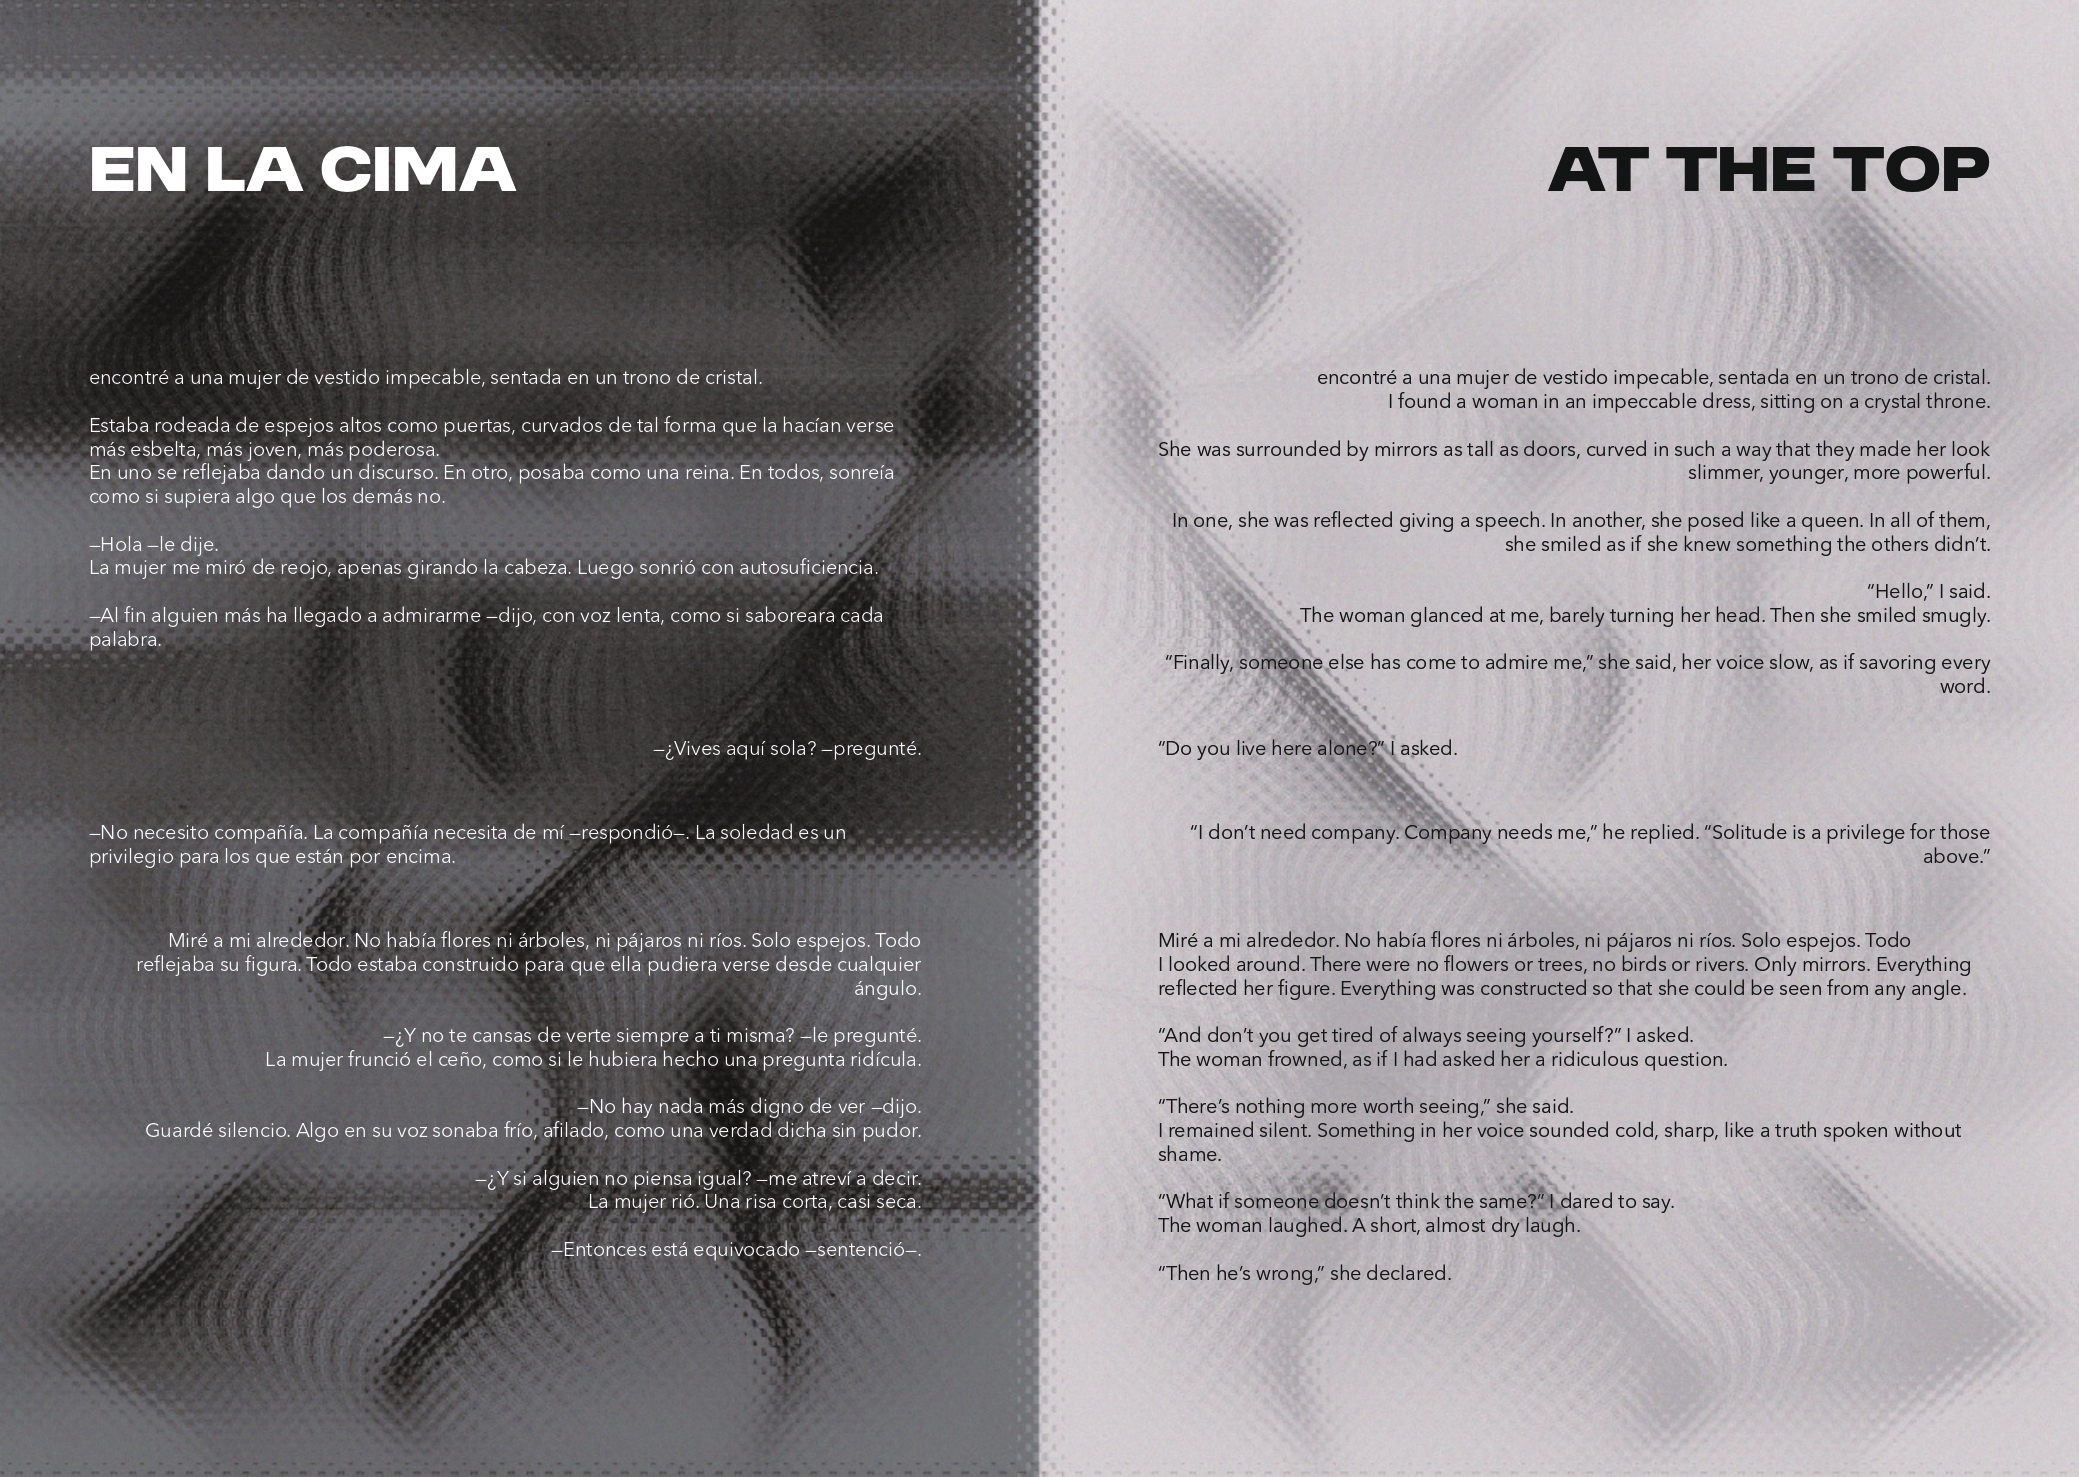 EN LA CIMA
encontré a una mujer de vestido impecable, sentada en un trono de cristal.
Estaba rodeada de espejos altos como puertas, curvados de tal forma que la hacían verse
más esbelta, más joven, más poderosa.
En uno se reflejaba dando un discurso. En otro, posaba como una reina. En todos, sonreía
como si supiera algo que los demás no.
—Hola —le dije.
La mujer me miró de reojo, apenas girando la cabeza. Luego sonrió con autosuficiencia.
—Al fin alguien más ha llegado a admirarme —dijo, con voz lenta, como si saboreara cada
palabra.
—¿Vives aquí sola? —pregunté.
—No necesito compañía. La compañía necesita de mí —respondió—. La soledad es un
privilegio para los que están por encima.
Miré a mi alrededor. No había flores ni árboles, ni pájaros ni ríos. Solo espejos. Todo
reflejaba su figura. Todo estaba construido para que ella pudiera verse desde cualquier
ángulo.
—¿Y no te cansas de verte siempre a ti misma? —le pregunté.
La mujer frunció el ceño, como si le hubiera hecho una pregunta ridícula.
—No hay nada más digno de ver —dijo.
Guardé silencio. Algo en su voz sonaba frío, afilado, como una verdad dicha sin pudor.
—¿Y si alguien no piensa igual? —me atreví a decir.
La mujer rió. Una risa corta, casi seca.
—Entonces está equivocado —sentenció—.
AT THE TOP
encontré a una mujer de vestido impecable, sentada en un trono de cristal.
I found a woman in an impeccable dress, sitting on a crystal throne.
She was surrounded by mirrors as tall as doors, curved in such a way that they made her look
slimmer, younger, more powerful.
In one, she was reflected giving a speech. In another, she posed like a queen. In all of them,
she smiled as if she knew something the others didn’t.
“Hello,” I said.
The woman glanced at me, barely turning her head. Then she smiled smugly.
“Finally, someone else has come to admire me,” she said, her voice slow, as if savoring every
word.
“Do you live here alone?” I asked.
“I don’t need company. Company needs me,” he replied. “Solitude is a privilege for those
above.”
Miré a mi alrededor. No había flores ni árboles, ni pájaros ni ríos. Solo espejos. Todo
I looked around. There were no flowers or trees, no birds or rivers. Only mirrors. Everything
reflected her figure. Everything was constructed so that she could be seen from any angle.
“And don’t you get tired of always seeing yourself?” I asked.
The woman frowned, as if I had asked her a ridiculous question.
“There’s nothing more worth seeing,” she said.
I remained silent. Something in her voice sounded cold, sharp, like a truth spoken without
shame.
“What if someone doesn’t think the same?” I dared to say.
The woman laughed. A short, almost dry laugh.
“Then he’s wrong,” she declared.